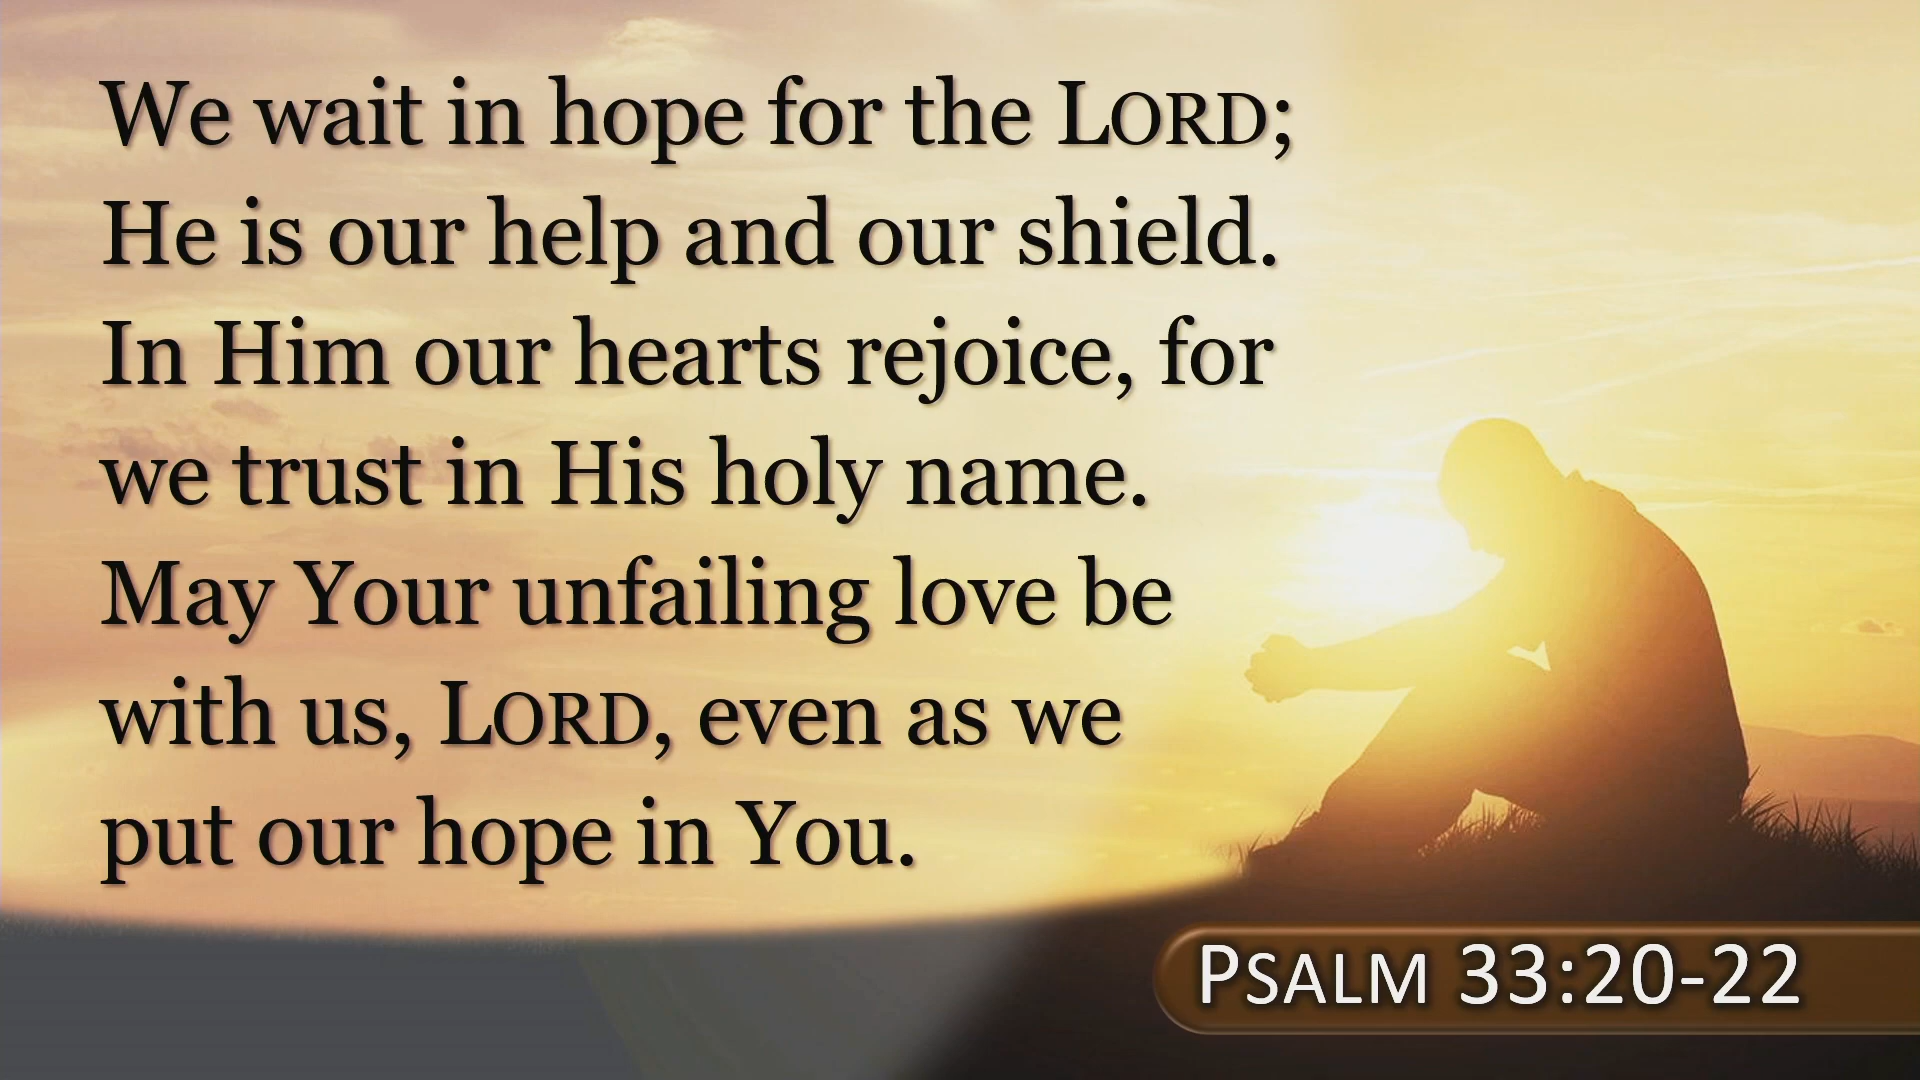 We wait in hope for the LORD;
He is our help and our shield.
In Him our hearts rejoice, for
we trust in His holy name.
May Your unfailing love be
with us, LORD, even as we
put our hope in You.
PSALM 33:20-22